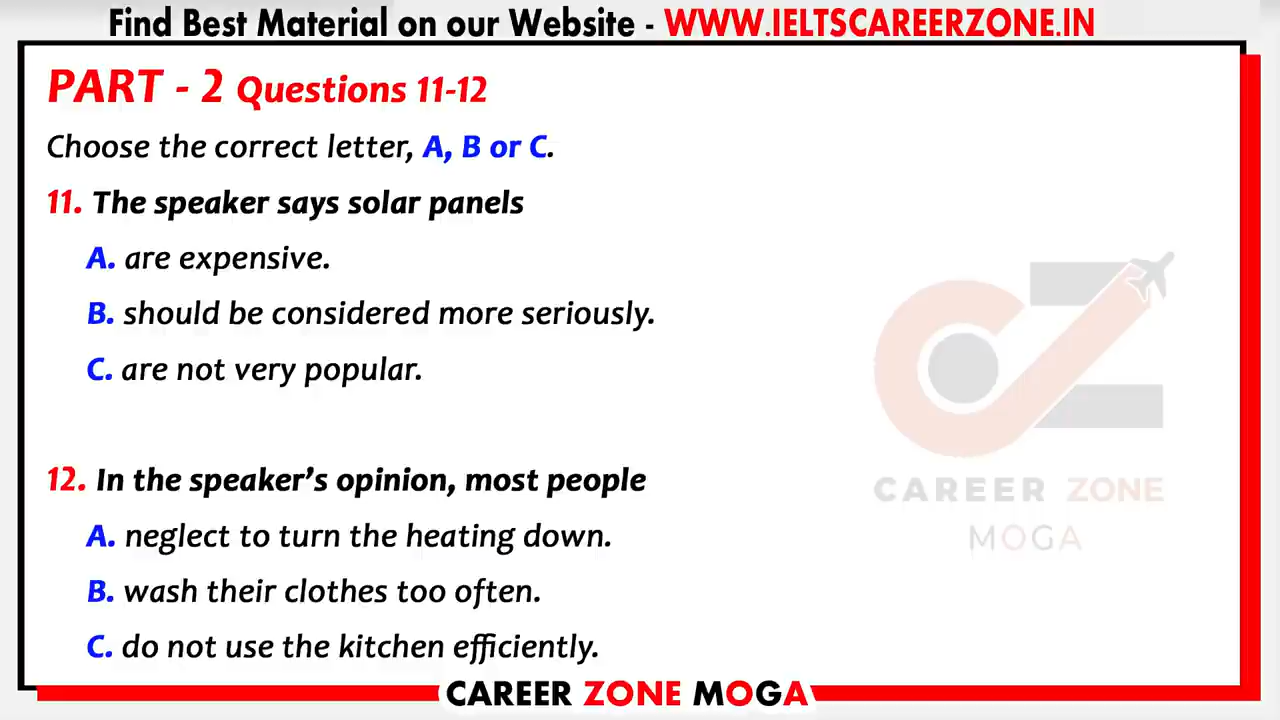 Find Best Material on our Website - WWW.IELTSCAREERZONE.IN
PART - 2 Questions 11-12
Choose the correct letter, A, B or C.
11. The speaker says solar panels
A. are expensive.
B. should be considered more seriously.
C. are not very popular.
12. In the speaker's opinion, most people
A. neglect to turn the heating down.
B. wash their clothes too often.
C. do not use the kitchen efficiently.
CAREER ZONE
MOGA
CAREER ZONE MOGA